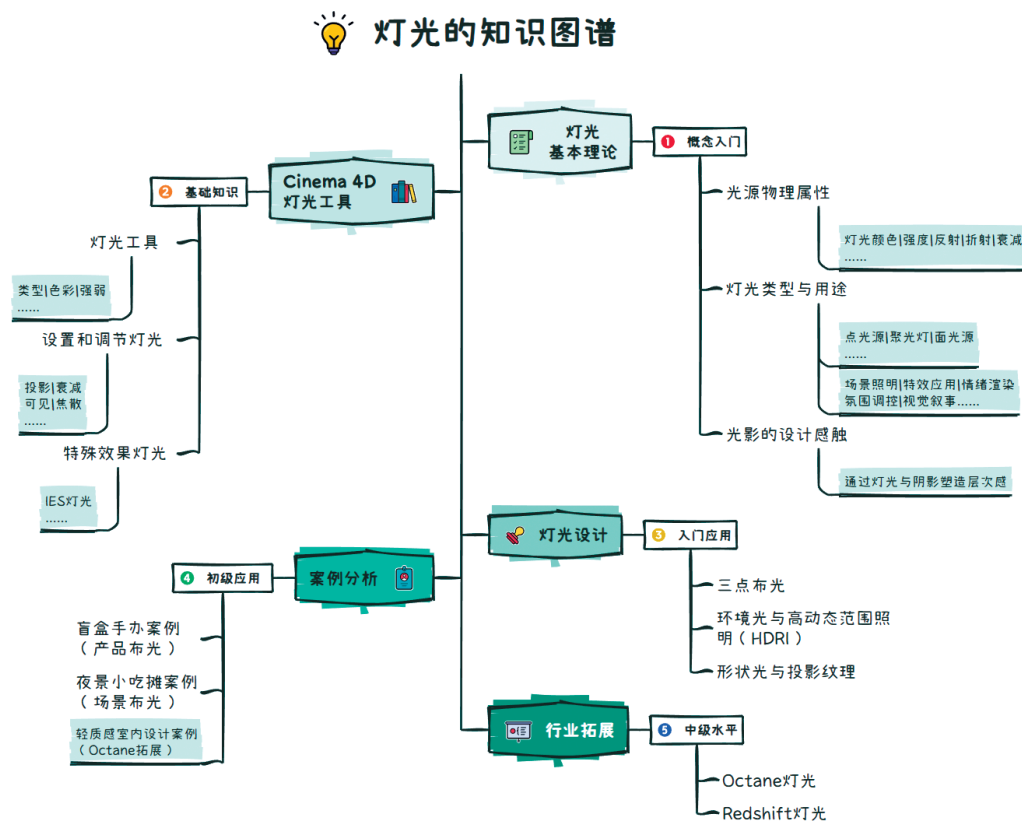 灯光的知识图谱
灯光
基本理论
1 概念入门
光源物理属性
灯光颜色|强度|反射|折射|衰减
......
灯光类型与用途
点光源|聚光灯|面光源
......
场景照明|特效应用|情绪渲染
氛围调控|视觉叙事......
光影的设计感触
通过灯光与阴影塑造层次感
Cinema 4D
灯光工具
2 基础知识
灯光工具
类型|色彩|强弱
......
设置和调节灯光
投影|衰减
可见|焦散
......
特殊效果灯光
IES灯光
......
灯光设计
3 入门应用
三点布光
环境光与高动态范围照
明(HDRI)
形状光与投影纹理
案例分析
4 初级应用
盲盒手办案例
(产品布光)
夜景小吃摊案例
(场景布光)
轻质感室内设计案例
(Octane拓展)
行业拓展
5 中级水平
Octane灯光
Redshift灯光